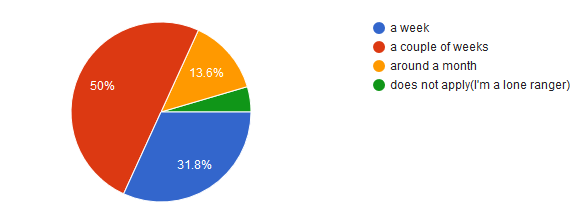 a week
a couple of weeks
around a month
does not apply(I'm a lone ranger)
50%
13.6%
31.8%